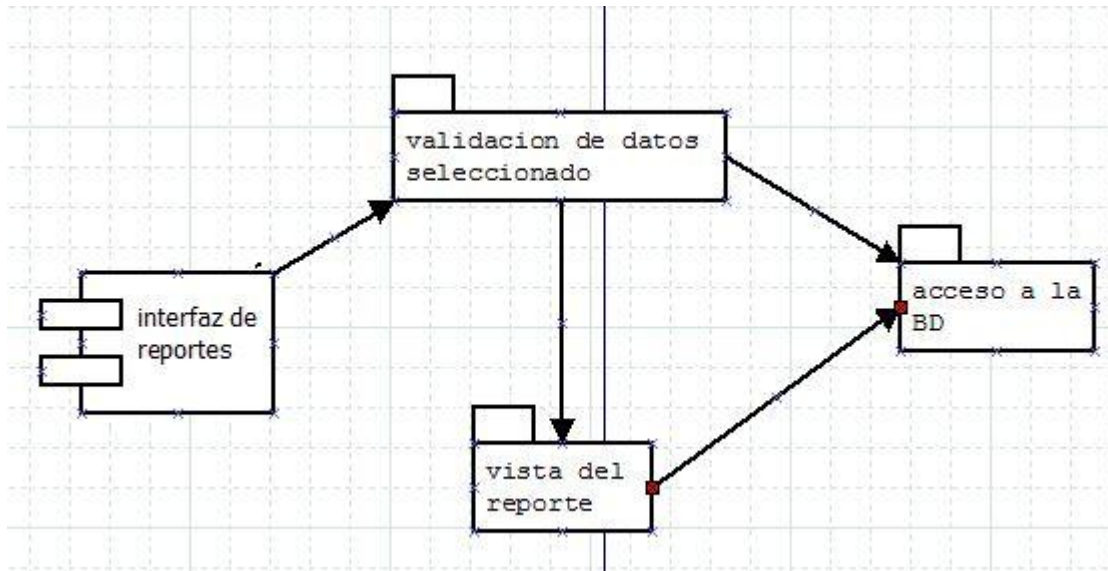 validacion de datos
seleccionado
interfaz de
reportes
acceso a la
BD
vista del
reporte